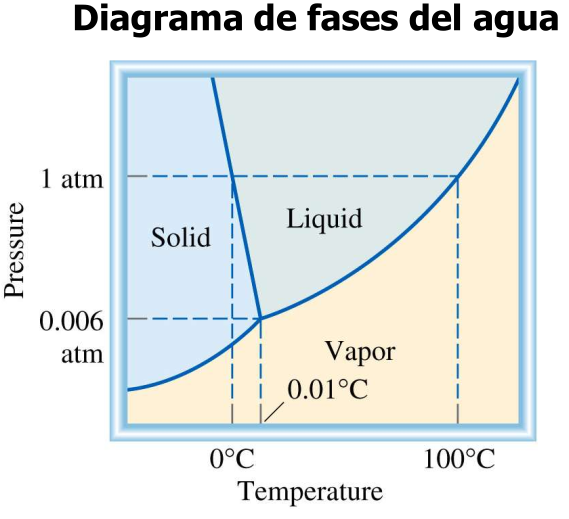 Diagrama de fases del agua
Pressure
1 atm
Liquid
Solid
0.006
atm
Vapor
0.01°C
0°C
100°C
Temperature